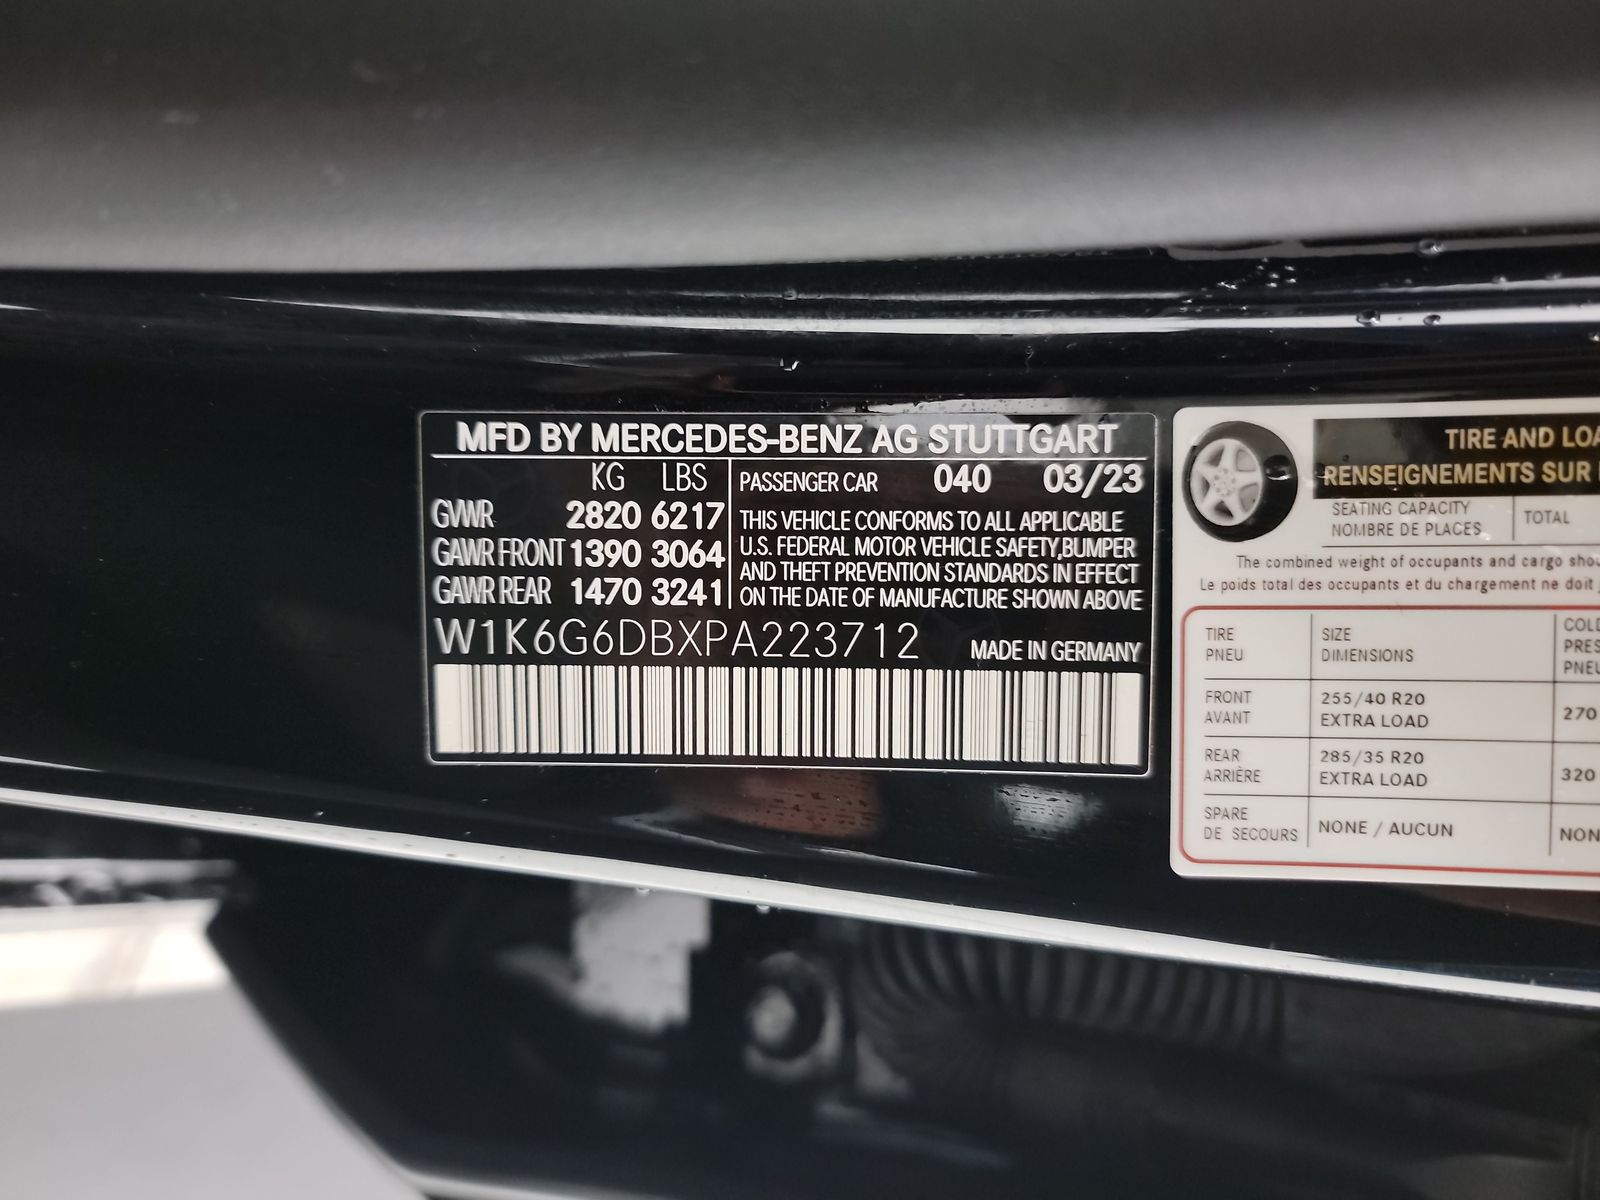 MFD BY MERCEDES-BENZ AG STUTTGART
KG LBS
GVWR 2820 6217
GAWR FRONT 1390 3064
GAWR REAR 1470 3241
PASSENGER CAR 040 03/23
THIS VEHICLE CONFORMS TO ALL APPLICABLE
U.S. FEDERAL MOTOR VEHICLE SAFETY,BUMPER
AND THEFT PREVENTION STANDARDS IN EFFECT
ON THE DATE OF MANUFACTURE SHOWN ABOVE
W1K6G6DBXPA223712
MADE IN GERMANY
TIRE AND LOA
RENSEIGNEMENTS SUR
SEATING CAPACITY
NOMBRE DE PLACES
TOTAL
The combined weight of occupants and cargo shou
Le poids total des occupants et du chargement ne doit
TIRE
PNEU
SIZE
DIMENSIONS
COLD
PRES
PNEU
FRONT
AVANT
255/40 R20
EXTRA LOAD
270
REAR
ARRIÈRE
285/35 R20
EXTRA LOAD
320
SPARE
DE SECOURS
NONE / AUCUN
NON